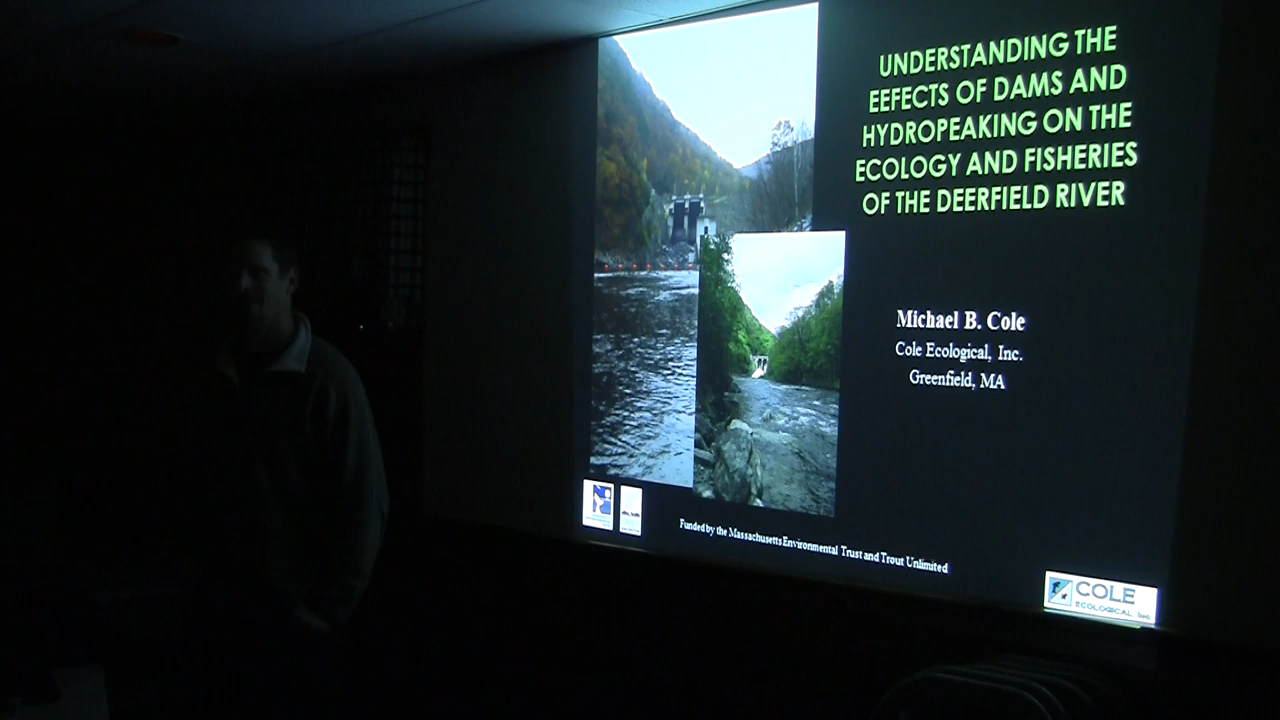 UNDERSTANDING THE
EEFECTS OF DAMS AND
HYDROPEAKING ON THE
ECOLOGY AND FISHERIES
OF THE DEERFIELD RIVER
Michael B. Cole
Cole Ecological, Inc.
Greenfield, MA
Funded by the Massachusetts Environmental Trust and Trout Unlimited
COLE
ECOLOGICAL Inc.